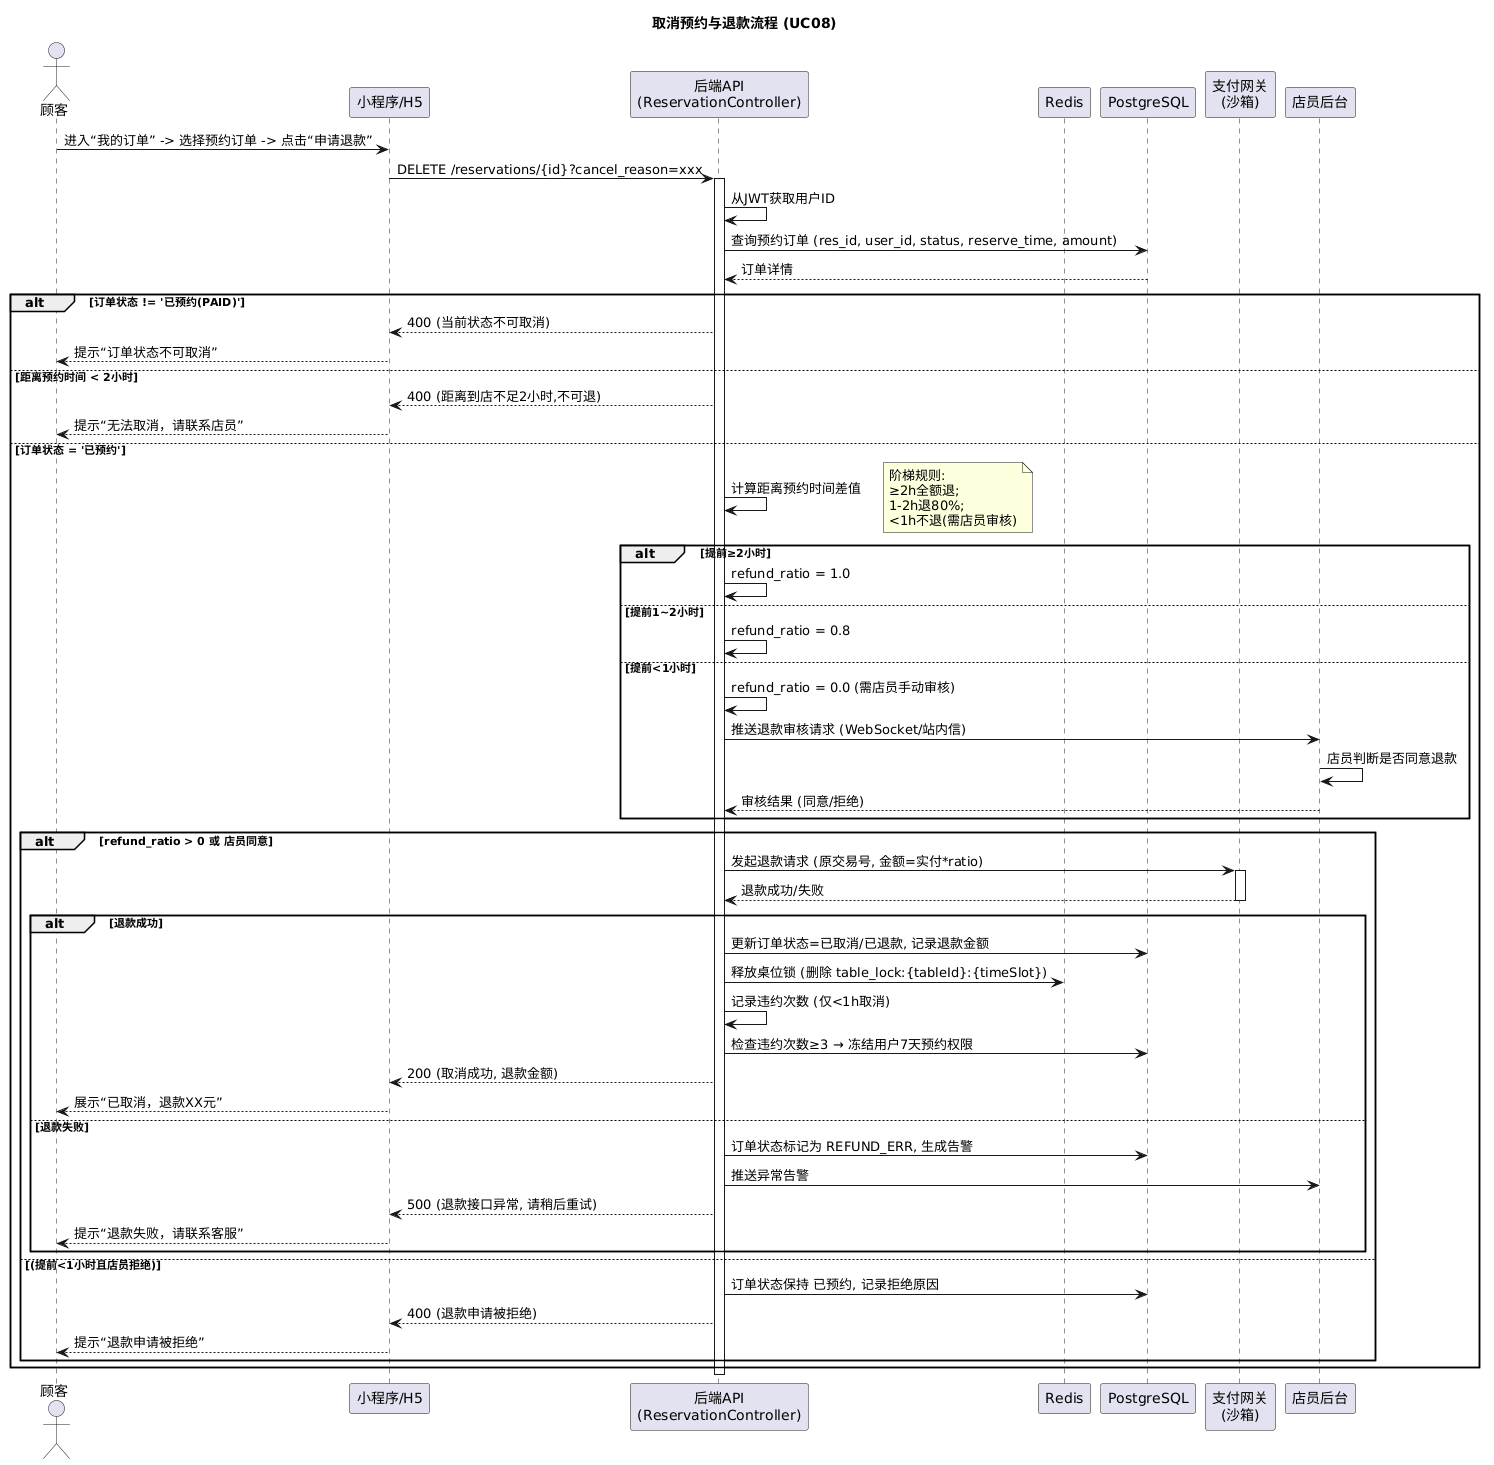 取消预约与退款流程 (UC08)
顾客
小程序/H5
后端API
(ReservationController)
Redis
PostgreSQL
支付网关
(沙箱)
店员后台
进入“我的订单” -> 选择预约订单 -> 点击“申请退款”
DELETE /reservations/{id}?cancel_reason=xxx
从JWT获取用户ID
查询预约订单 (res_id, user_id, status, reserve_time, amount)
订单详情
alt [订单状态 != '已预约(PAID)']
400 (当前状态不可取消)
提示“订单状态不可取消”
[距离预约时间 < 2小时]
400 (距离到店不足2小时,不可退)
提示“无法取消，请联系店员”
[订单状态 = '已预约']
计算距离预约时间差值
阶梯规则:
≥2h全额退;
1-2h退80%;
<1h不退(需店员审核)
alt [提前≥2小时]
refund_ratio = 1.0
[提前1~2小时]
refund_ratio = 0.8
[提前<1小时]
refund_ratio = 0.0 (需店员手动审核)
推送退款审核请求 (WebSocket/站内信)
店员判断是否同意退款
审核结果 (同意/拒绝)
alt [refund_ratio > 0 或 店员同意]
发起退款请求 (原交易号, 金额=实付*ratio)
退款成功/失败
alt [退款成功]
更新订单状态=已取消/已退款, 记录退款金额
释放桌位锁 (删除 table_lock:{tableId}:{timeSlot})
记录违约次数 (仅<1h取消)
检查违约次数≥3 → 冻结用户7天预约权限
200 (取消成功, 退款金额)
展示“已取消，退款XX元”
[退款失败]
订单状态标记为 REFUND_ERR, 生成告警
推送异常告警
500 (退款接口异常, 请稍后重试)
提示“退款失败，请联系客服”
[(提前<1小时且店员拒绝)]
订单状态保持 已预约, 记录拒绝原因
400 (退款申请被拒绝)
提示“退款申请被拒绝”
顾客
小程序/H5
后端API
(ReservationController)
Redis
PostgreSQL
支付网关
(沙箱)
店员后台